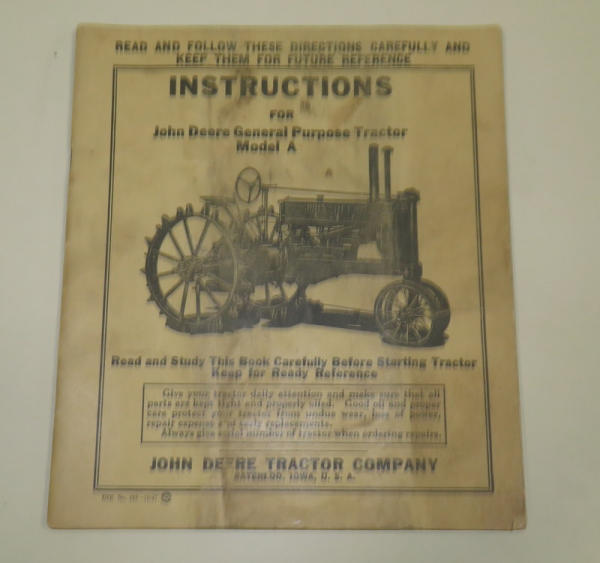 READ AND FOLLOW THESE DIRECTIONS CAREFULLY AND
KEEP THEM FOR FUTURE REFERENCE
INSTRUCTIONS
FOR
John Deere General Purpose Tractor
Model A
Read and Study This Book Carefully Before Starting Tractor
Keep for Ready Reference
Give your tractor daily attention and make sure that all
parts are kept tight and properly oiled. Good oil and proper
care protect your tractor from undue wear, loss of power,
repair expense and early replacements.
Always give serial number of tractor when ordering repairs.
JOHN DEERE TRACTOR COMPANY
WATERLOO, IOWA, U. S. A.